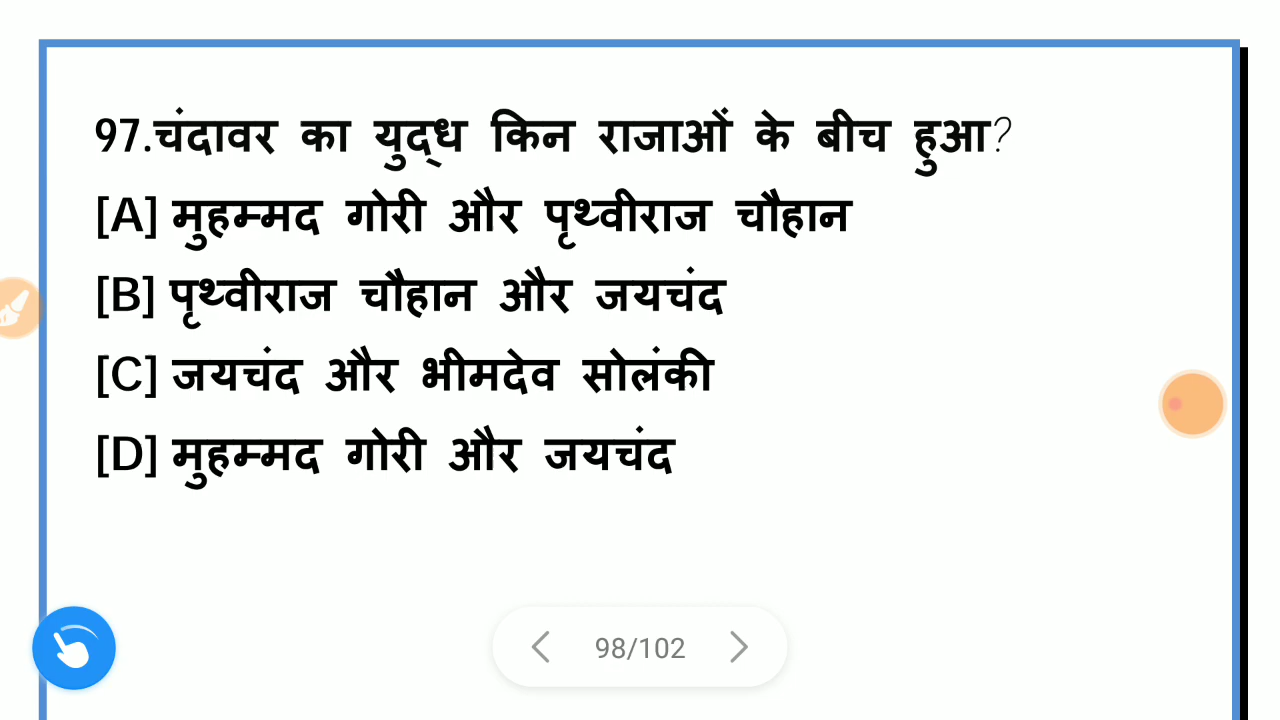 97.चंदावर का युद्ध किन राजाओं के बीच हुआ?
[A] मुहम्मद गोरी और पृथ्वीराज चौहान
[B] पृथ्वीराज चौहान और जयचंद
[C] जयचंद और भीमदेव सोलंकी
[D] मुहम्मद गोरी और जयचंद
98/102